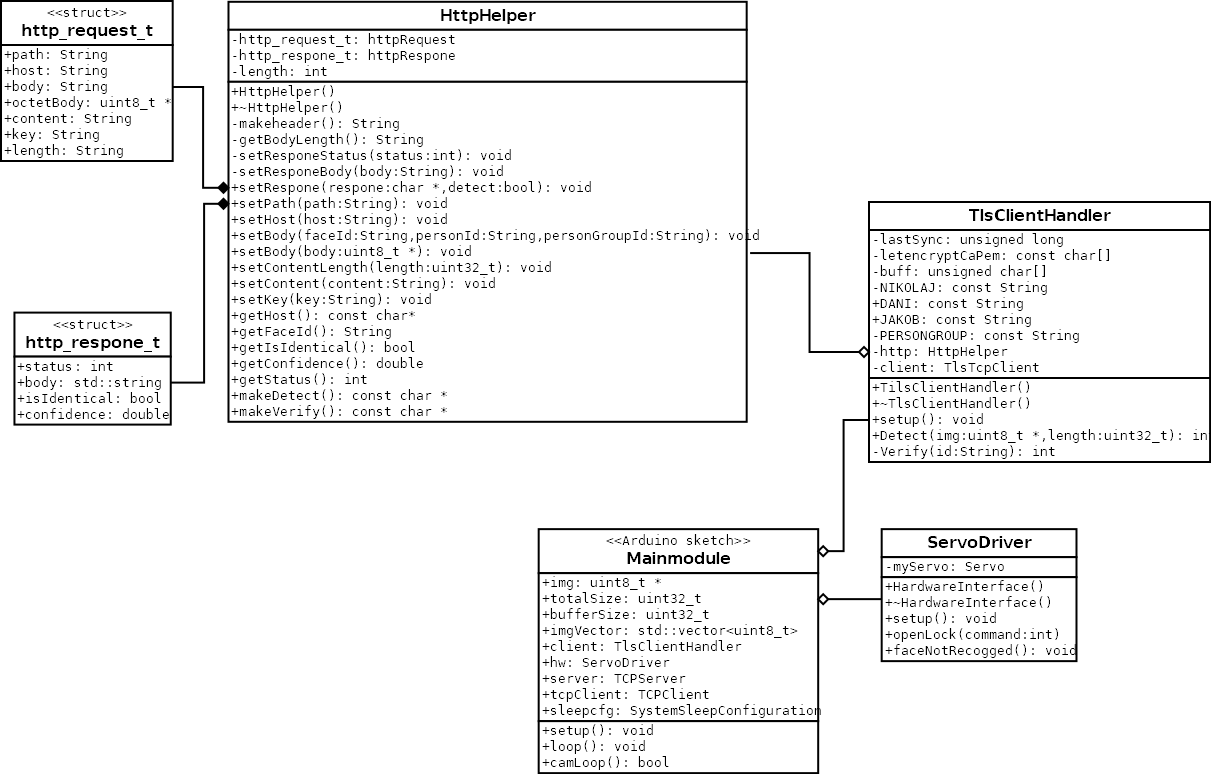 <<struct>>
http_request_t
+path: String
+host: String
+body: String
+octetBody: uint8_t *
+content: String
+key: String
+length: String
HttpHelper
-http_request_t: httpRequest
-http_respone_t: httpRespone
-length: int
+HttpHelper()
+~HttpHelper()
-makeheader(): String
-getBodyLength(): String
-setResponeStatus(status:int): void
-setResponeBody(body:String): void
+setRespone(respone:char *,detect:bool): void
+setPath(path:String): void
+setHost(host:String): void
+setBody(faceId:String,personId:String,personGroupId:String): void
+setBody(body:uint8_t *): void
+setContentLength(length:uint32_t): void
+setContent(content:String): void
+setKey(key:String): void
+getHost(): const char*
+getFaceId(): String
+getIsIdentical(): bool
+getConfidence(): double
+getStatus(): int
+makeDetect(): const char *
+makeVerify(): const char *
<<struct>>
http_respone_t
+status: int
+body: std::string
+isIdentical: bool
+confidence: double
TlsClientHandler
-lastSync: unsigned long
-letencryptCaPem: const char[]
-buff: unsigned char[]
-NIKOLAJ: const String
+DANI: const String
+JAKOB: const String
-PERSONGROUP: const String
-http: HttpHelper
-client: TlsTcpClient
+TilsClientHandler()
+~TlsClientHandler()
+setup(): void
+Detect(img:uint8_t *,length:uint32_t): in
-Verify(id:String): int
<<Arduino sketch>>
Mainmodule
+img: uint8_t *
+totalSize: uint32_t
+bufferSize: uint32_t
+imgVector: std::vector<uint8_t>
+client: TlsClientHandler
+hw: ServoDriver
+server: TCPServer
+tcpClient: TCPClient
+sleepcfg: SystemSleepConfiguration
+setup(): void
+loop(): void
+camLoop(): bool
ServoDriver
-myServo: Servo
+HardwareInterface()
+~HardwareInterface()
+setup(): void
+openLock(command:int)
+faceNotRecogged(): void